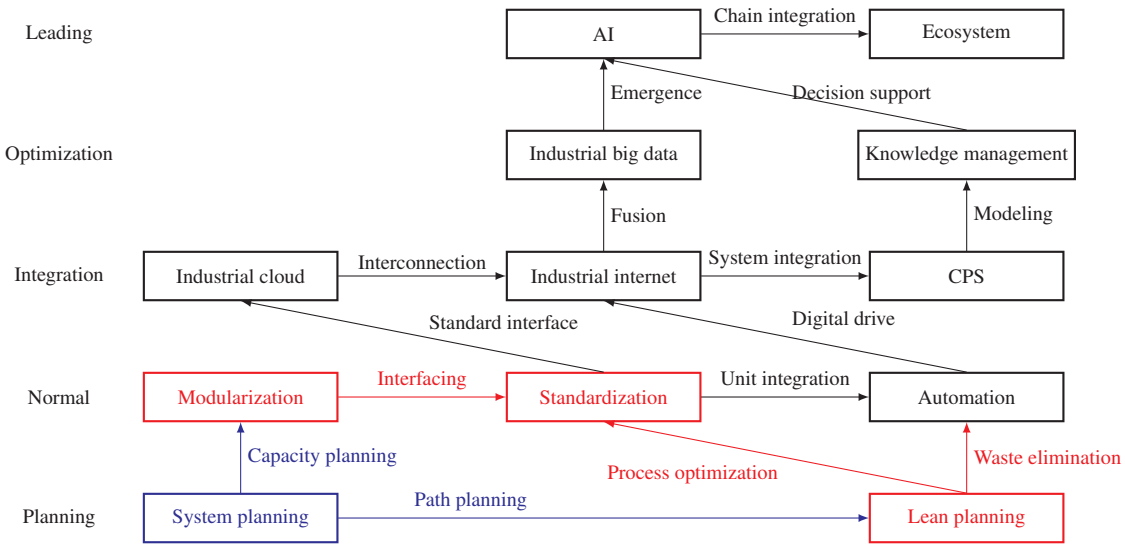 Leading
AI
Chain integration
Ecosystem
Emergence
Decision support
Optimization
Industrial big data
Knowledge management
Fusion
Modeling
Integration
Industrial cloud
Interconnection
Industrial internet
System integration
CPS
Standard interface
Digital drive
Normal
Modularization
Interfacing
Standardization
Unit integration
Automation
Capacity planning
Process optimization
Waste elimination
Planning
System planning
Path planning
Lean planning